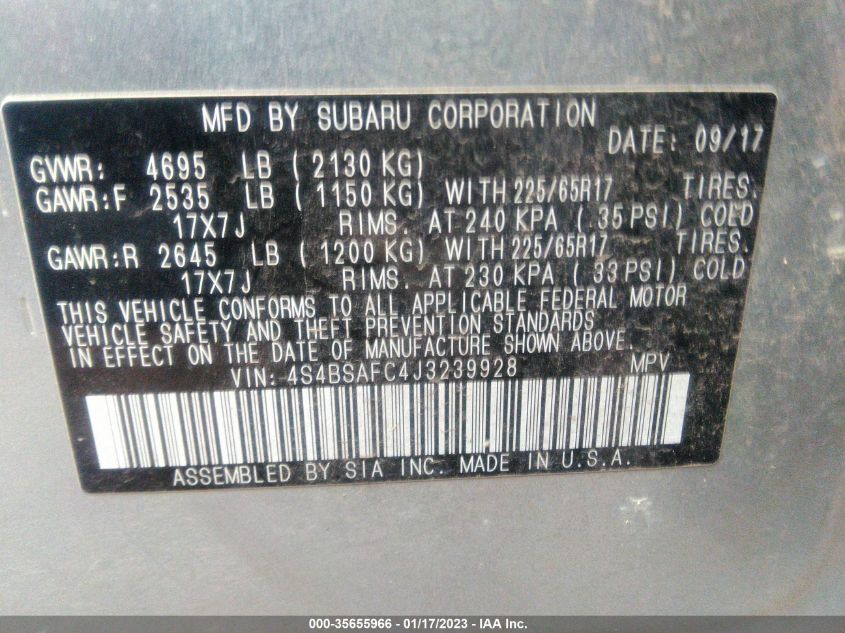 MFD BY SUBARU CORPORATION
DATE: 09/17
GVWR: 4695 LB ( 2130 KG)
GAWR:F 2535 LB ( 1150 KG) WITH 225/65R17 TIRES.
17X7J RIMS. AT 240 KPA ( .35 PSI) COLD
GAWR:R 2645 LB ( 1200 KG) WITH 225/65R17 TIRES.
17X7J RIMS. AT 230 KPA ( .33 PSI) COLD
THIS VEHICLE CONFORMS TO ALL APPLICABLE FEDERAL MOTOR
VEHICLE SAFETY AND THEFT PREVENTION STANDARDS
IN EFFECT ON THE DATE OF MANUFACTURE SHOWN ABOVE.
VIN: 4S4BSAFC4J3239928 MPV
ASSEMBLED BY SIA INC. MADE IN U.S.A.
000-35655966 - 01/17/2023 - IAA Inc.